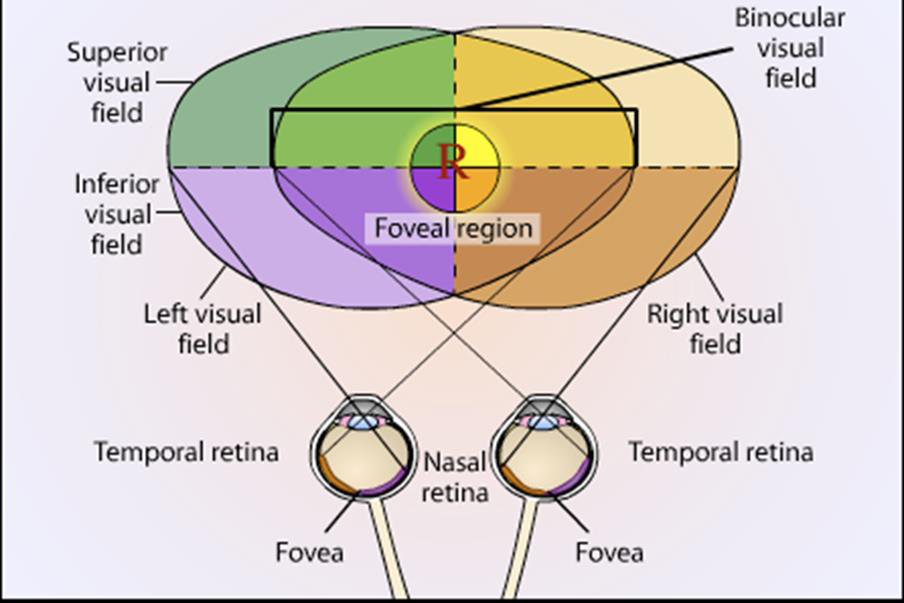 Binocular
visual
field
Superior
visual
field
R
Inferior
visual
field
Foveal region
Left visual
field
Right visual
field
Temporal retina
Nasal
retina
Temporal retina
Fovea
Fovea